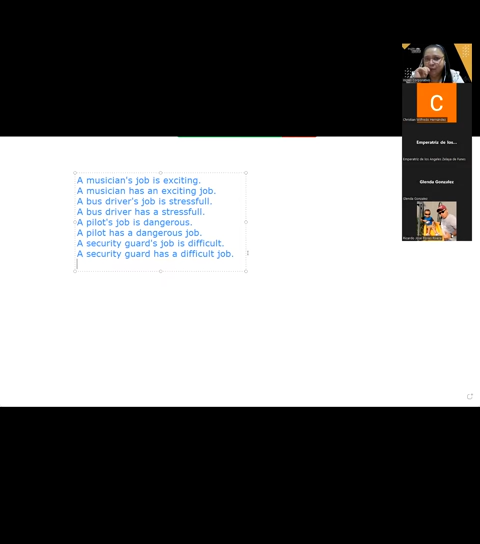 A musician's job is exciting.
A musician has an exciting job.
A bus driver's job is stressfull.
A bus driver has a stressfull.
A pilot's job is dangerous.
A pilot has a dangerous job.
A security guard's job is difficult.
A security guard has a difficult job.
C
Emperatriz de los...
Glenda Gonzalez
Glenda Gonzalez